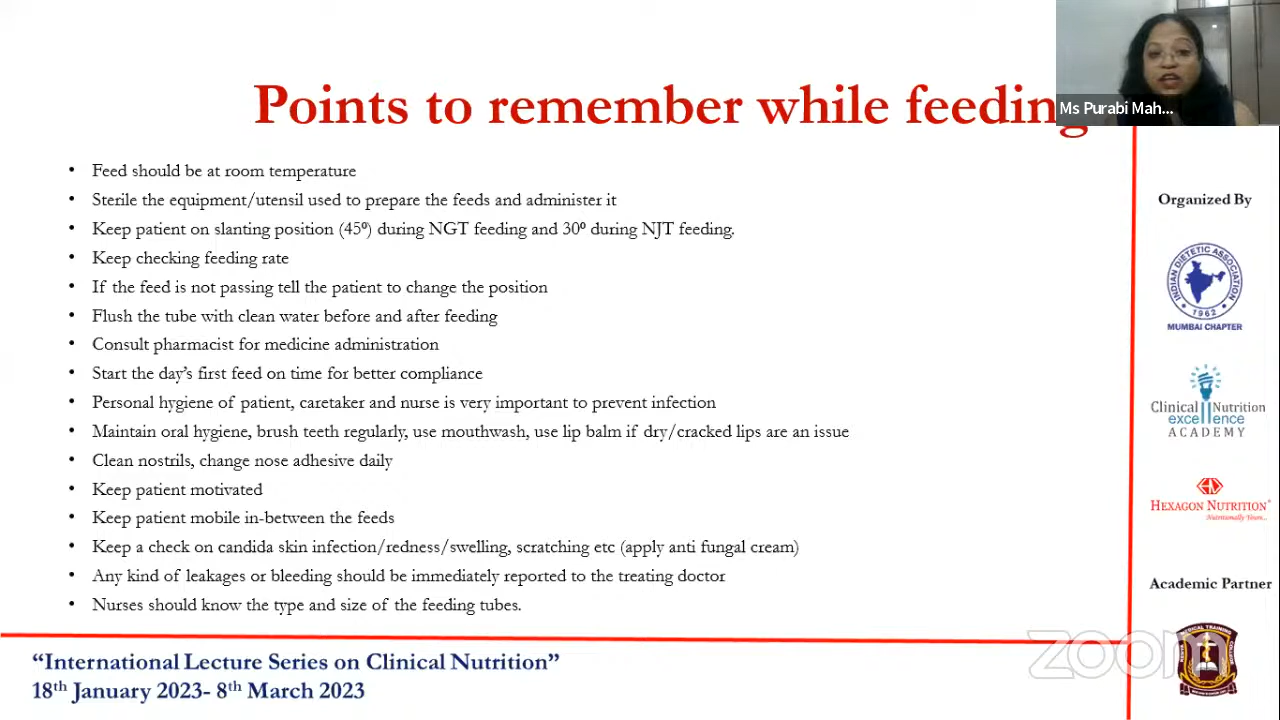 Points to remember while feeding
Ms Purabi Mah...
• Feed should be at room temperature
• Sterile the equipment/utensil used to prepare the feeds and administer it
• Keep patient on slanting position (45⁰) during NGT feeding and 30⁰ during NJT feeding.
• Keep checking feeding rate
• If the feed is not passing tell the patient to change the position
• Flush the tube with clean water before and after feeding
• Consult pharmacist for medicine administration
• Start the day's first feed on time for better compliance
• Personal hygiene of patient, caretaker and nurse is very important to prevent infection
• Maintain oral hygiene, brush teeth regularly, use mouthwash, use lip balm if dry/cracked lips are an issue
• Clean nostrils, change nose adhesive daily
• Keep patient motivated
• Keep patient mobile in-between the feeds
• Keep a check on candida skin infection/redness/swelling, scratching etc (apply anti fungal cream)
• Any kind of leakages or bleeding should be immediately reported to the treating doctor
• Nurses should know the type and size of the feeding tubes.
Organized By
INDIAN DIETETIC ASSOCIATION
1962
MUMBAI CHAPTER
Clinical Nutrition
excellence
ACADEMY
HEXAGON NUTRITION
Nutritionally Yours...
Academic Partner
zoom
"International Lecture Series on Clinical Nutrition"
18th January 2023- 8th March 2023